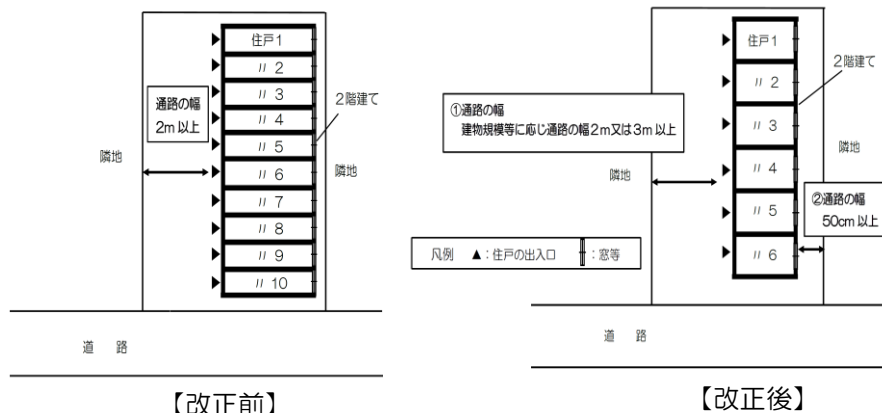 住戸1
〃 2
〃 3
〃 4
〃 5
〃 6
〃 7
〃 8
〃 9
〃 10
通路の幅
2m 以上
2階建て
隣地
隣地
道 路
【改正前】
住戸1
〃 2
〃 3
〃 4
〃 5
〃 6
2階建て
①通路の幅
建物規模等に応じ通路の幅2m又は3m 以上
隣地
隣地
②通路の幅
50cm 以上
凡例 ▲:住戸の出入口 :窓等
道 路
【改正後】